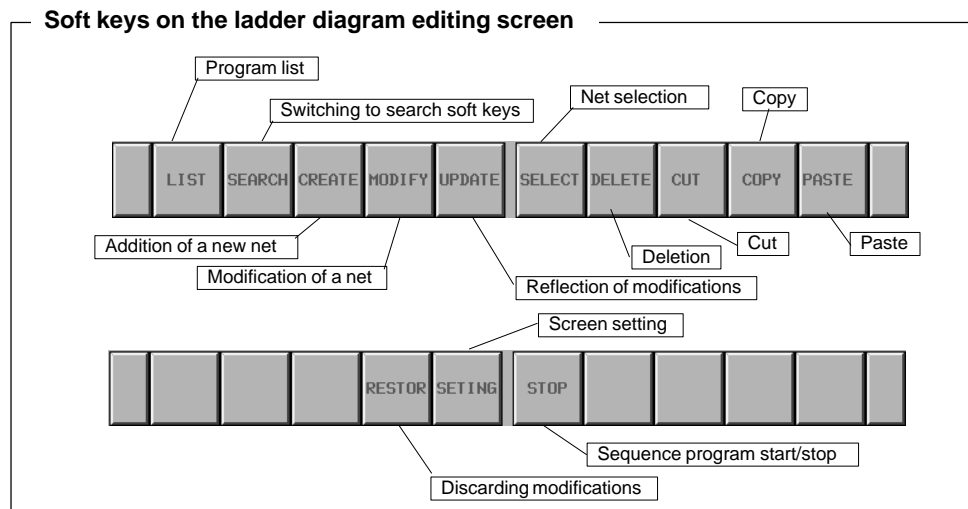 Soft keys on the ladder diagram editing screen
Program list
Switching to search soft keys
Net selection
Copy
LIST SEARCH CREATE MODIFY UPDATE SELECT DELETE CUT COPY PASTE
Addition of a new net
Modification of a net
Deletion
Cut
Paste
Reflection of modifications
Screen setting
RESTOR SETING STOP
Sequence program start/stop
Discarding modifications